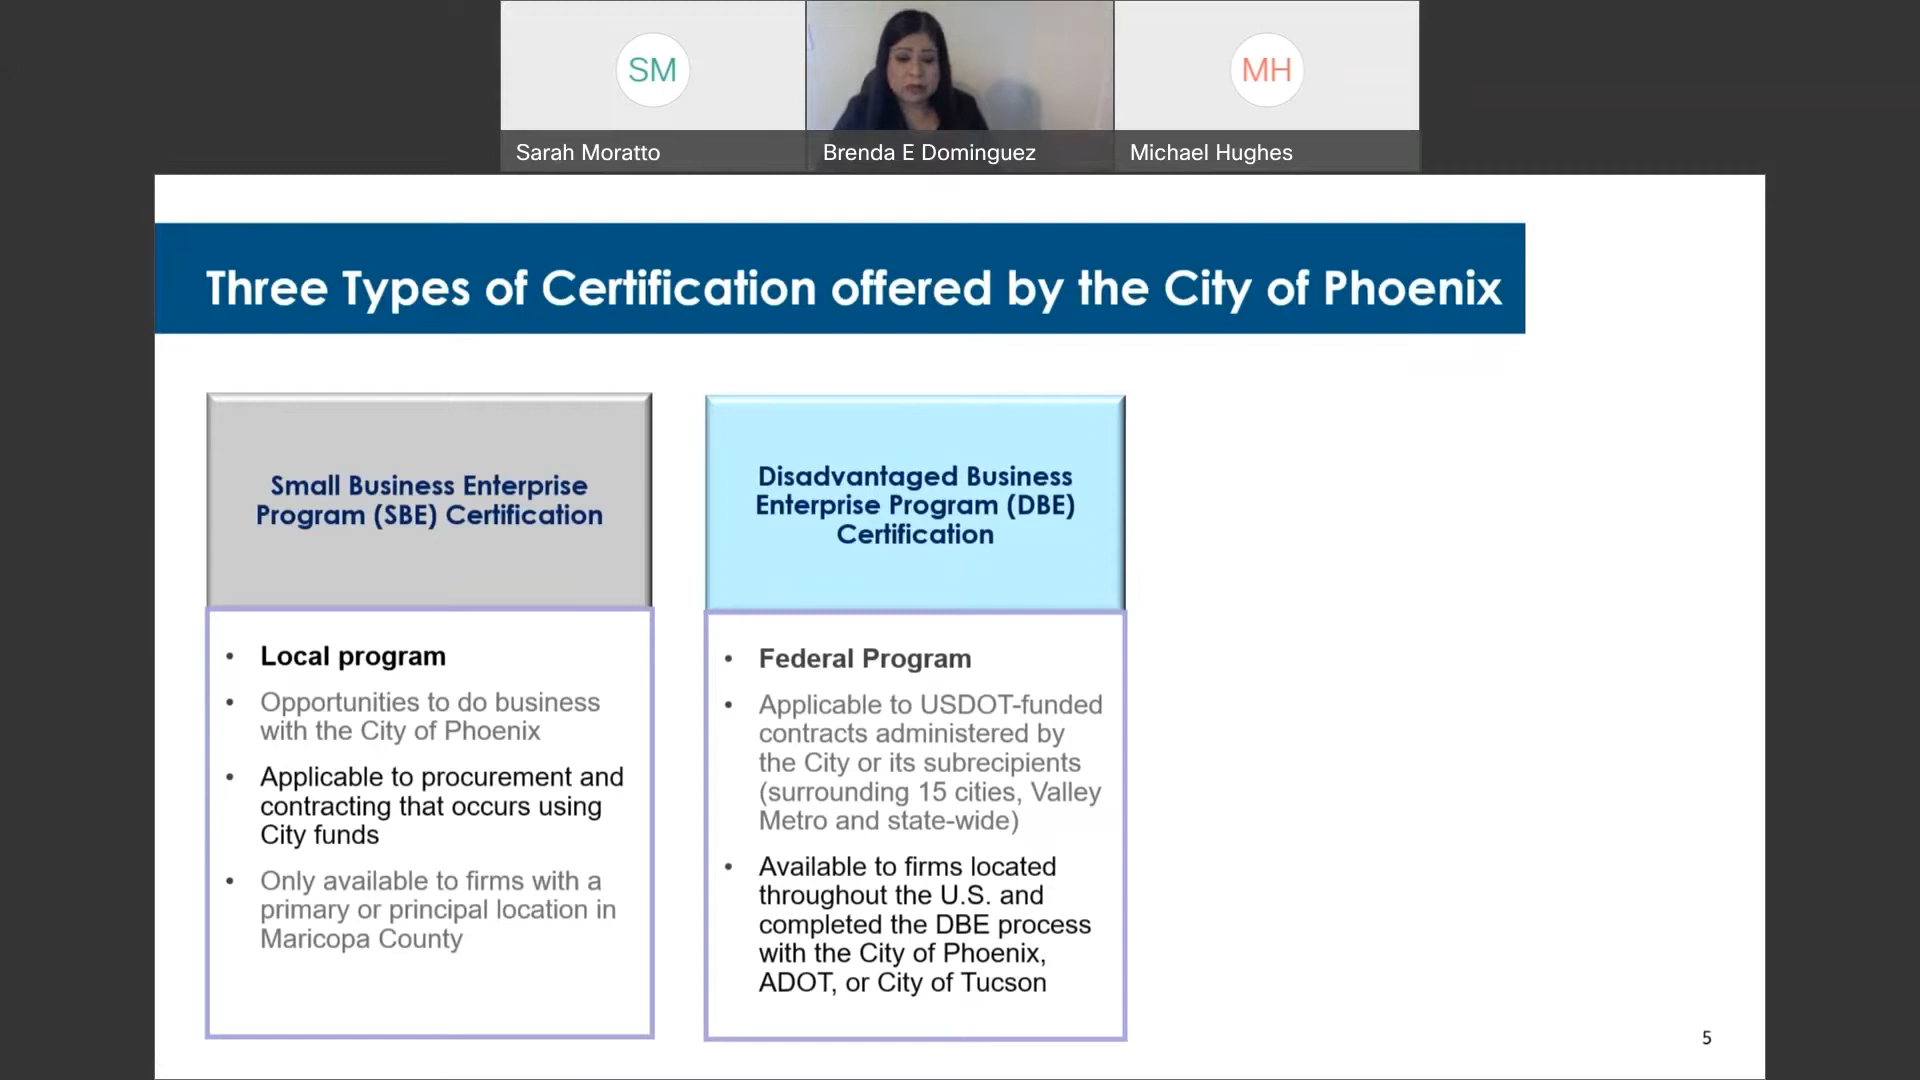 SM
MH
Sarah Moratto
Brenda E Dominguez
Michael Hughes
Three Types of Certification offered by the City of Phoenix
Small Business Enterprise
Program (SBE) Certification
• Local program
• Opportunities to do business
with the City of Phoenix
• Applicable to procurement and
contracting that occurs using
City funds
• Only available to firms with a
primary or principal location in
Maricopa County
Disadvantaged Business
Enterprise Program (DBE)
Certification
• Federal Program
• Applicable to USDOT-funded
contracts administered by
the City or its subrecipients
(surrounding 15 cities, Valley
Metro and state-wide)
• Available to firms located
throughout the U.S. and
completed the DBE process
with the City of Phoenix,
ADOT, or City of Tucson
5